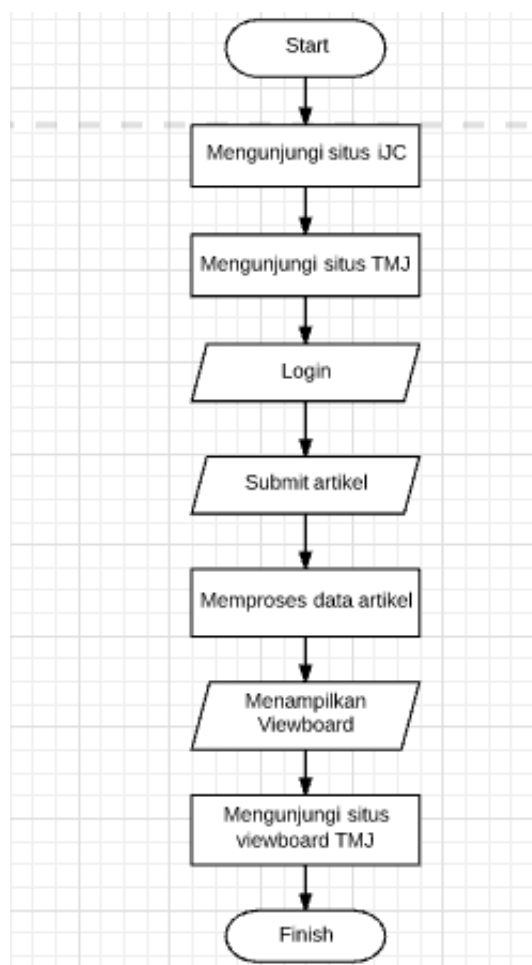 Start
Mengunjungi situs iJC
Mengunjungi situs TMJ
Login
Submit artikel
Memproses data artikel
Menampilkan
Viewboard
Mengunjungi situs
viewboard TMJ
Finish